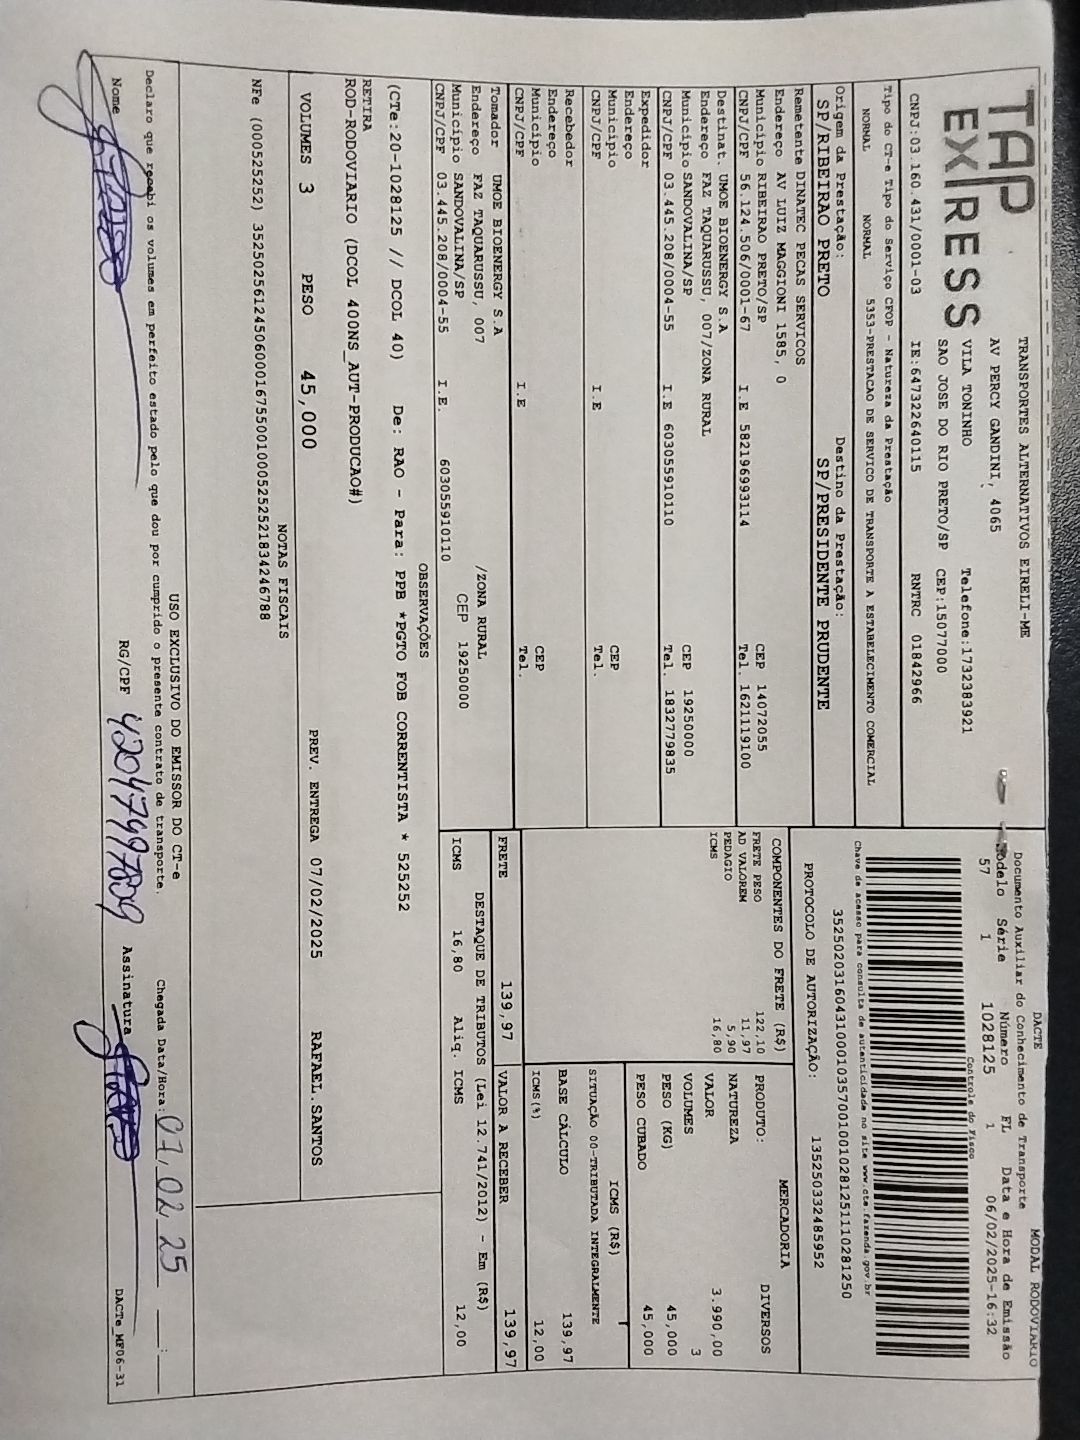 TAP
EXPRESS
TRANSPORTES ALTERNATIVOS EIRELI-ME
AV PERCY GANDINI, 4065
VILA TONINHO Telefone:1732383921
SAO JOSE DO RIO PRETO/SP CEP:15077000
CNPJ:03.160.431/0001-03 IE:647322640115 RNTRC 01842966
Tipo do CT-e Tipo do Serviço CFOP - Natureza da Prestação
NORMAL NORMAL 5353-PRESTACAO DE SERVICO DE TRANSPORTE A ESTABELECIMENTO COMERCIAL
Origem da Prestação: Destino da Prestação:
SP/RIBEIRAO PRETO SP/PRESIDENTE PRUDENTE
Remetente DINATEC PECAS SERVICOS
Endereço AV LUIZ MAGGIONI 1585, 0
Município RIBEIRAO PRETO/SP CEP 14072055
CNPJ/CPF 56.124.506/0001-67 I.E 582196993114 Tel. 1621119100
Destinat. UMOE BIOENERGY S.A
Endereço FAZ TAQUARUSSU, 007/ZONA RURAL
Município SANDOVALINA/SP CEP 19250000
CNPJ/CPF 03.445.208/0004-55 I.E 603055910110 Tel. 1832779835
Expedidor
Endereço
Município CEP
CNPJ/CPF I.E Tel.
Recebedor
Endereço
Município CEP
CNPJ/CPF I.E Tel.
Tomador UMOE BIOENERGY S.A
Endereço FAZ TAQUARUSSU, 007 /ZONA RURAL
Município SANDOVALINA/SP CEP 19250000
CNPJ/CPF 03.445.208/0004-55 I.E. 603055910110
DACTE MODAL RODOVIARIO
Documento Auxiliar do Conhecimento de Transporte
Série Número FL Data e Hora de Emissão
57 1 1028125 1 06/02/2025-16:32
Controle do Fisco
Chave de acesso para consulta de autenticidade no site www.cte.fazenda.gov.br
35250203160431000103570010010281251110281250
PROTOCOLO DE AUTORIZAÇÃO: 135250332485952
COMPONENTES DO FRETE (R$)
FRETE PESO 122,10
AD VALOREM 11,97
PEDAGIO 5,90
ICMS 16,80
MERCADORIA
PRODUTO: DIVERSOS
NATUREZA
VALOR 3.990,00
VOLUMES 3
PESO (KG) 45,000
PESO CUBADO 45,000
ICMS (R$)
SITUAÇÃO 00-TRIBUTADA INTEGRALMENTE
BASE CÁLCULO 139,97
ICMS(%) 12,00
FRETE 139,97 VALOR A RECEBER 139,97
DESTAQUE DE TRIBUTOS (Lei 12.741/2012) - Em (R$)
ICMS 16,80 Aliq. ICMS 12,00
OBSERVAÇÕES
(CTe:20-1028125 // DCOL 40) De: RAO - Para: PPB *PGTO FOB CORRENTISTA * 525252
RETIRA
ROD-RODOVIARIO (DCOL 400NS_AUT-PRODUCAO#)
VOLUMES 3 PESO 45,000 PREV. ENTREGA 07/02/2025 RAFAEL.SANTOS
NOTAS FISCAIS
NFe (000525252) 35250256124506000167550010005252521834246788
USO EXCLUSIVO DO EMISSOR DO CT-e
Declaro que recebi os volumes em perfeito estado pelo que dou por cumprido o presente contrato de transporte. Chegada Data/Hora: 07.02.25 :
Nome RG/CPF 42047997809 Assinatura
DACTe_MF06-31